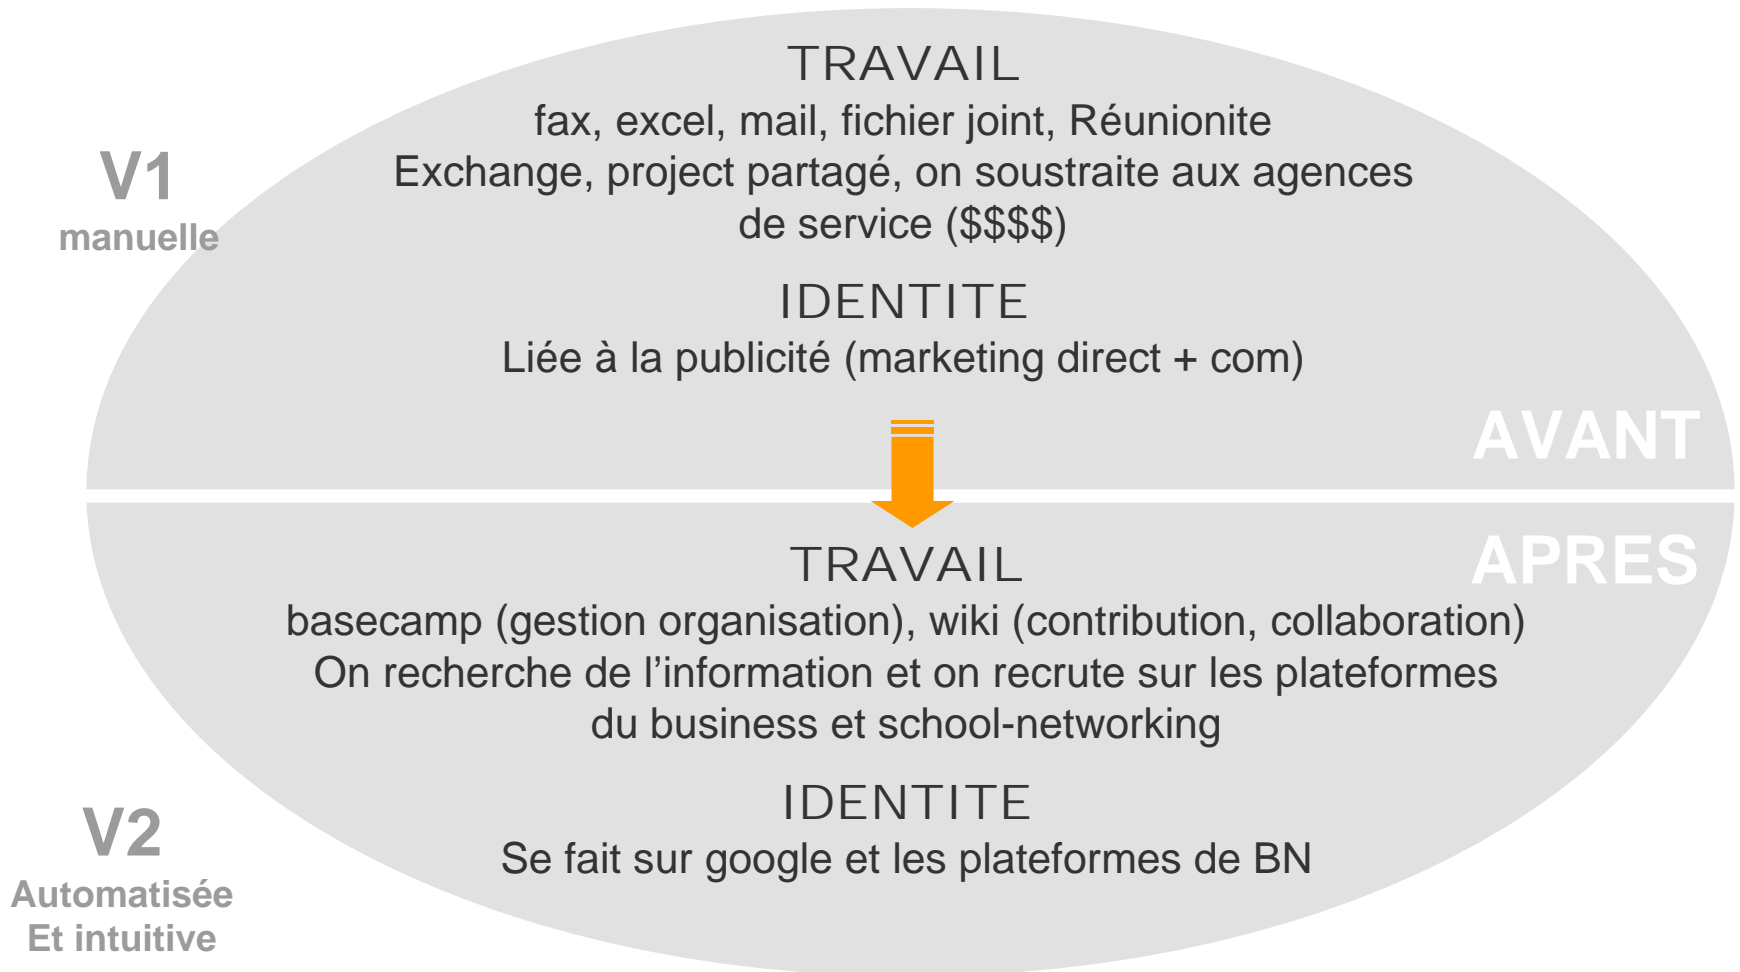 TRAVAIL
fax, excel, mail, fichier joint, Réunionite
Exchange, project partagé, on soustraite aux agences
de service ($$$$)
V1
manuelle
IDENTITE
Liée à la publicité (marketing direct + com)
AVANT
APRES
TRAVAIL
basecamp (gestion organisation), wiki (contribution, collaboration)
On recherche de l’information et on recrute sur les plateformes
du business et school-networking
IDENTITE
Se fait sur google et les plateformes de BN
V2
Automatisée
Et intuitive